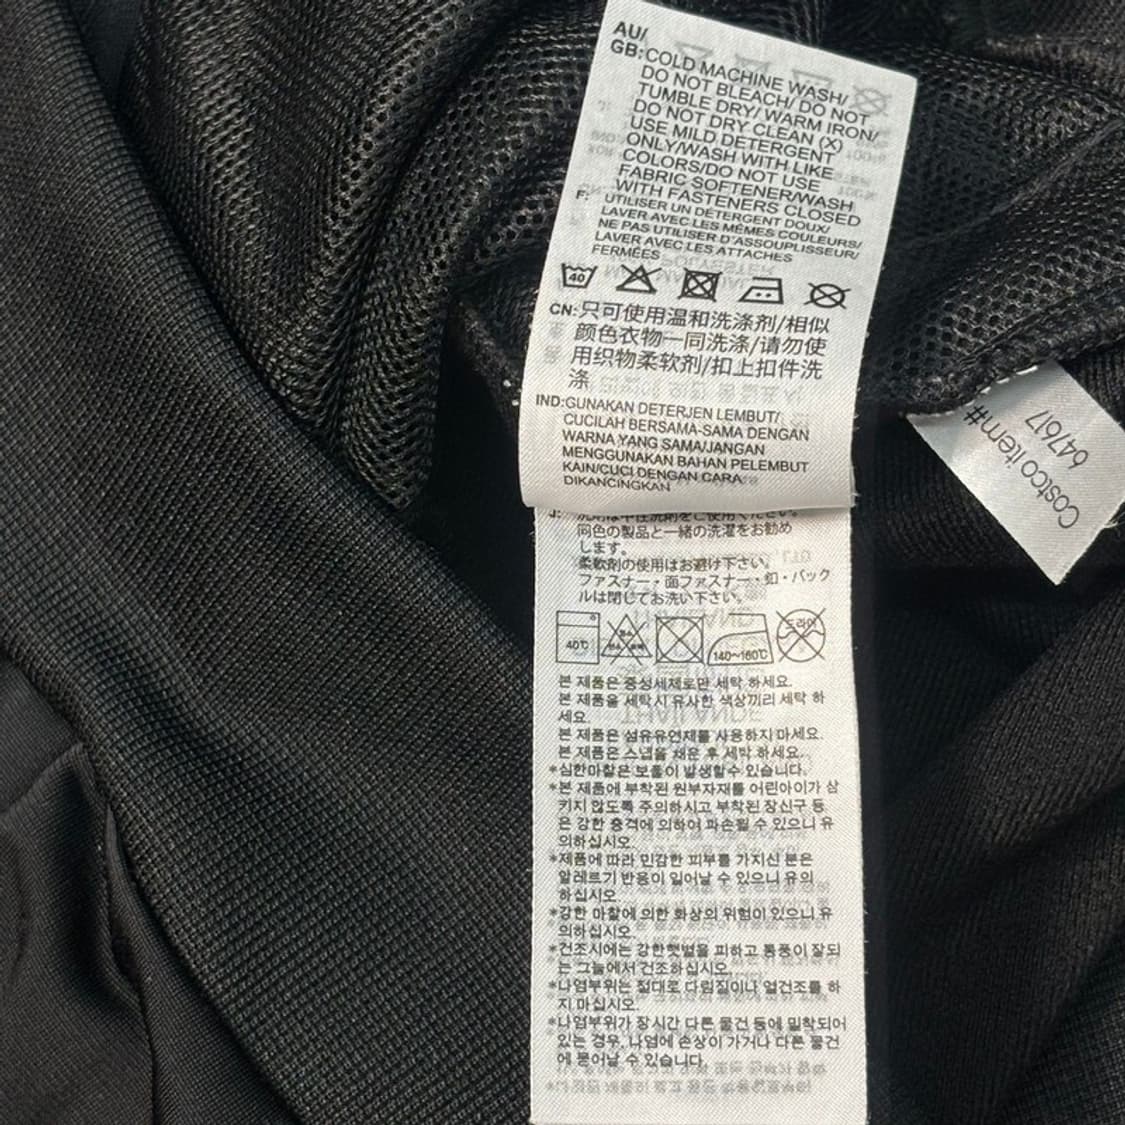 AU/
GB: COLD MACHINE WASH/
DO NOT BLEACH/ DO NOT
TUMBLE DRY/ WARM IRON/
DO NOT DRY CLEAN (X)
USE MILD DETERGENT
ONLY/WASH WITH LIKE
COLORS/DO NOT USE
FABRIC SOFTENER/WASH
WITH FASTENERS CLOSED
F: UTILISER UN DÉTERGENT DOUX/
LAVER AVEC LES MÊMES COULEURS/
NE PAS UTILISER D'ASSOUPLISSEUR/
LAVER AVEC LES ATTACHES
FERMÉES
40
CN:只可使用温和洗涤剂/相似
颜色衣物一同洗涤/请勿使
用织物柔软剂/扣上扣件洗
涤
IND:GUNAKAN DETERJEN LEMBUT/
CUCILAH BERSAMA-SAMA DENGAN
WARNA YANG SAMA/JANGAN
MENGGUNAKAN BAHAN PELEMBUT
KAIN/CUCI DENGAN CARA
DIKANCINGKAN
J: 洗剤は中性洗剤をご使用ください。
同色の製品と一緒の洗濯をお勧め
します。
柔軟剤の使用はお避け下さい。
ファスナー・面ファスナー・釦・バック
ルは閉じてお洗い下さい。
40℃ 140~160℃ 드라이
본 제품은 중성세제로만 세탁 하세요.
본 제품을 세탁시 유사한 색상끼리 세탁 하
세요.
본 제품은 섬유유연제를 사용하지 마세요.
본 제품은 스냅을 채운 후 세탁 하세요.
*심한마찰은 보풀이 발생할수 있습니다.
*본 제품에 부착된 원부자재를 어린아이가 삼
키지 않도록 주의하시고 부착된 장신구 등
은 강한 충격에 의하여 파손될 수 있으니 유
의하십시오.
*제품에 따라 민감한 피부를 가지신 분은
알레르기 반응이 일어날 수 있으니 유의
하십시오.
*강한 마찰에 의한 화상의 위험이 있으니 유
의하십시오.
*건조시에는 강한햇볕을 피하고 통풍이 잘되
는 그늘에서 건조하십시오.
*나염부위는 절대로 다림질이나 열건조를 하
지 마십시오.
*나염부위가 장시간 다른 물건 등에 밀착되어
있는 경우, 나염에 손상이 가거나 다른 물건
에 묻어날 수 있습니다.
Costco item#
647617